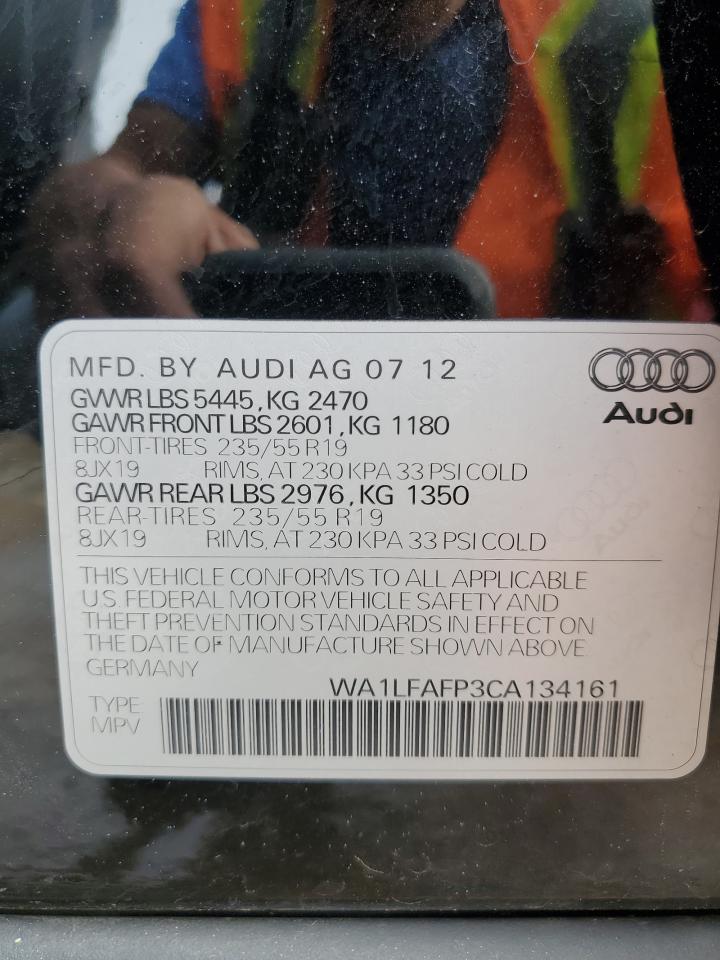 MFD. BY AUDI AG 07 12
GVWR LBS 5445, KG 2470
GAWR FRONT LBS 2601, KG 1180
FRONT-TIRES 235/55 R19
8JX19 RIMS, AT 230 KPA 33 PSI COLD
GAWR REAR LBS 2976, KG 1350
REAR-TIRES 235/55 R19
8JX19 RIMS, AT 230 KPA 33 PSI COLD
Audi
THIS VEHICLE CONFORMS TO ALL APPLICABLE
U.S. FEDERAL MOTOR VEHICLE SAFETY AND
THEFT PREVENTION STANDARDS IN EFFECT ON
THE DATE OF MANUFACTURE SHOWN ABOVE
GERMANY
WA1LFAFP3CA134161
TYPE
MPV